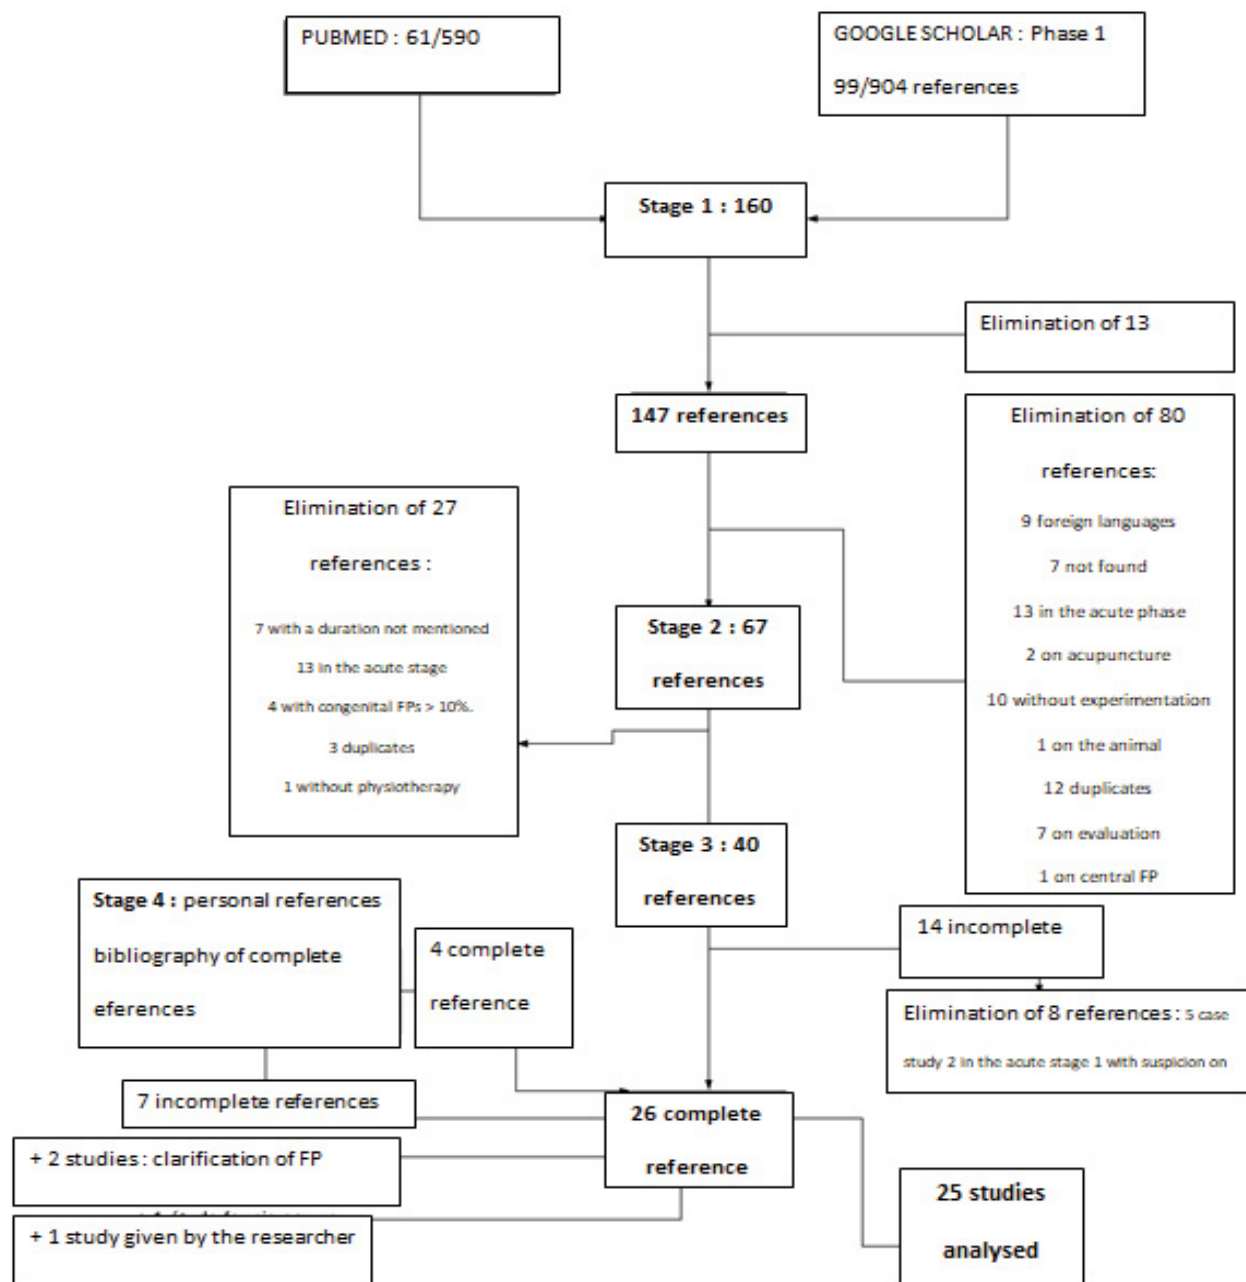 PUBMED : 61/590
GOOGLE SCHOLAR : Phase 1
99/904 references
Stage 1 : 160
Elimination of 13
147 references
Elimination of 80
references:
9 foreign languages
7 not found
13 in the acute phase
2 on acupuncture
10 without experimentation
1 on the animal
12 duplicates
7 on evaluation
1 on central FP
Elimination of 27
references :
7 with a duration not mentioned
13 in the acute stage
4 with congenital FPs > 10%.
3 duplicates
1 without physiotherapy
Stage 2 : 67
references
Stage 3 : 40
references
14 incomplete
Elimination of 8 references : 5 case
study 2 in the acute stage 1 with suspicion on
Stage 4 : personal references
bibliography of complete
eferences
4 complete
reference
7 incomplete references
26 complete
reference
+ 2 studies : clarification of FP
+ 1 study given by the researcher
25 studies
analysed